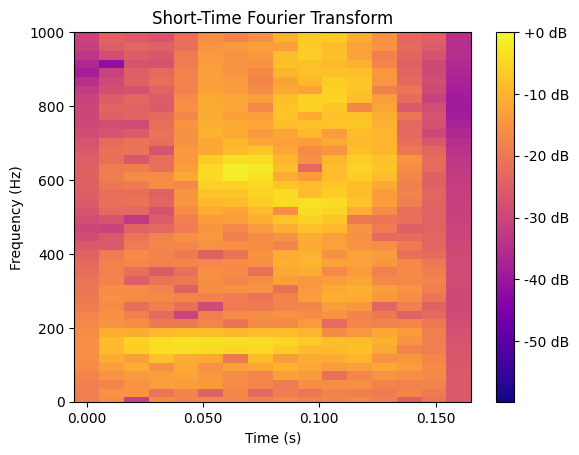 Short-Time Fourier Transform
1000
800
600
400
200
0
Frequency (Hz)
0.000
0.050
0.100
0.150
Time (s)
+0 dB
-10 dB
-20 dB
-30 dB
-40 dB
-50 dB